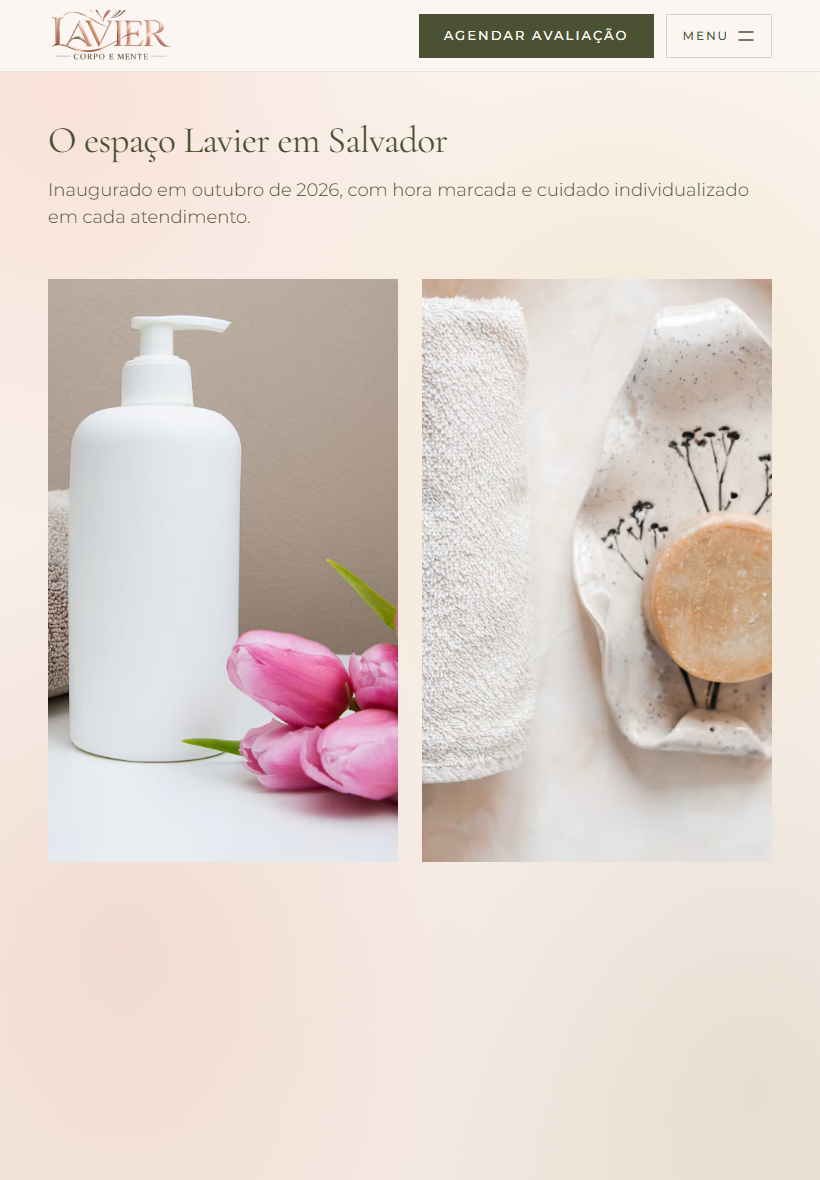 LAVIER
CORPO E MENTE
AGENDAR AVALIAÇÃO
MENU
O espaço Lavier em Salvador
Inaugurado em outubro de 2026, com hora marcada e cuidado individualizado
em cada atendimento.